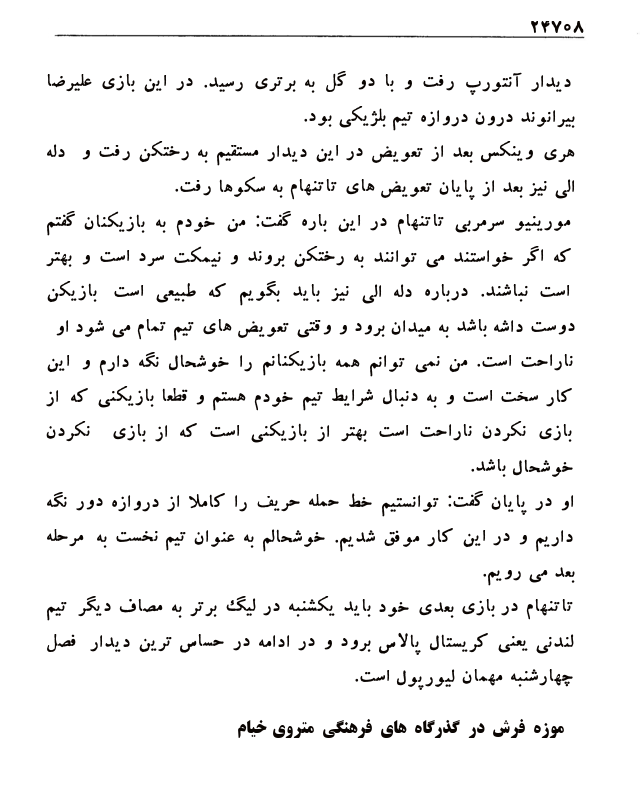 ۲۴۷۰۸
دیدار آنتورپ رفت و با دو گل به برتری رسید. در این بازی علیرضا
بیرانوند درون دروازه تیم بلژیکی بود.
هری وینکس بعد از تعویض در این دیدار مستقیم به رختکن رفت و دله
الی نیز بعد از پایان تعویض های تاتنهام به سکوها رفت.
مورینیو سرمربی تاتنهام در این باره گفت: من خودم به بازیکنان گفتم
که اگر خواستند می توانند به رختکن بروند و نیمکت سرد است و بهتر
است نباشند. درباره دله الی نیز باید بگویم که طبیعی است بازیکن
دوست داشه باشد به میدان برود و وقتی تعویض های تیم تمام می شود او
ناراحت است. من نمی توانم همه بازیکنانم را خوشحال نگه دارم و این
کار سخت است و به دنبال شرایط تیم خودم هستم و قطعا بازیکنی که از
بازی نکردن ناراحت است بهتر از بازیکنی است که از بازی نکردن
خوشحال باشد.
او در پایان گفت: توانستیم خط حمله حریف را کاملا از دروازه دور نگه
داریم و در این کار موفق شدیم. خوشحالم به عنوان تیم نخست به مرحله
بعد می رویم.
تاتنهام در بازی بعدی خود باید یکشنبه در لیگ برتر به مصاف دیگر تیم
لندنی یعنی کریستال پالاس برود و در ادامه در حساس ترین دیدار فصل
چهارشنبه مهمان لیورپول است.
موزه فرش در گذرگاه های فرهنگی متروی خیام